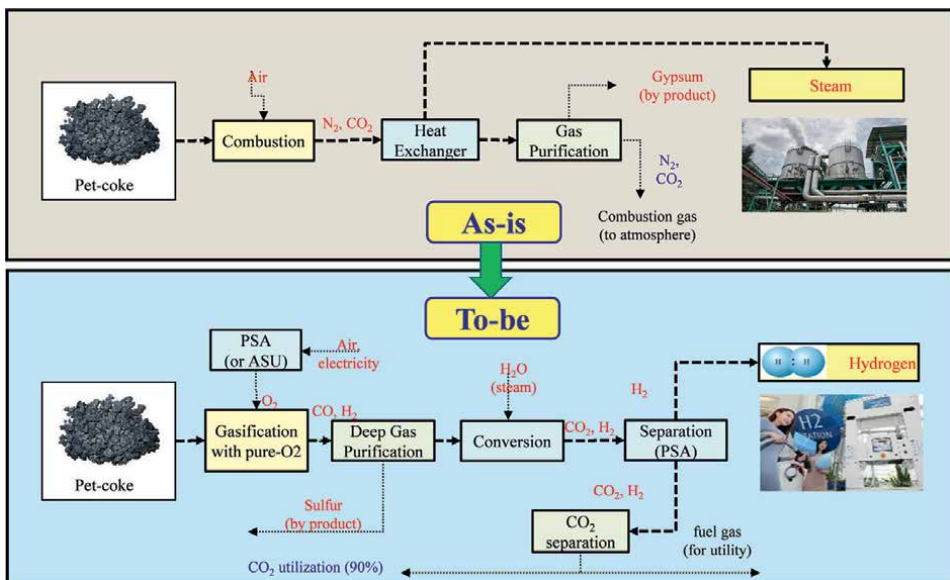 Air
Gypsum
(by product)
Steam
N2, CO2
Combustion
Heat
Exchanger
Gas
Purification
Pet-coke
N2,
CO2
Combustion gas
(to atmosphere)
As-is
To-be
PSA
(or ASU)
Air,
electricity
H2O
(steam)
H2
H : H
Hydrogen
O2
CO, H2
Gasification
with pure-O2
Deep Gas
Purification
Conversion
CO2, H2
Separation
(PSA)
H2
Pet-coke
Sulfur
(by product)
CO2, H2
CO2
separation
fuel gas
(for utility)
CO2 utilization (90%)